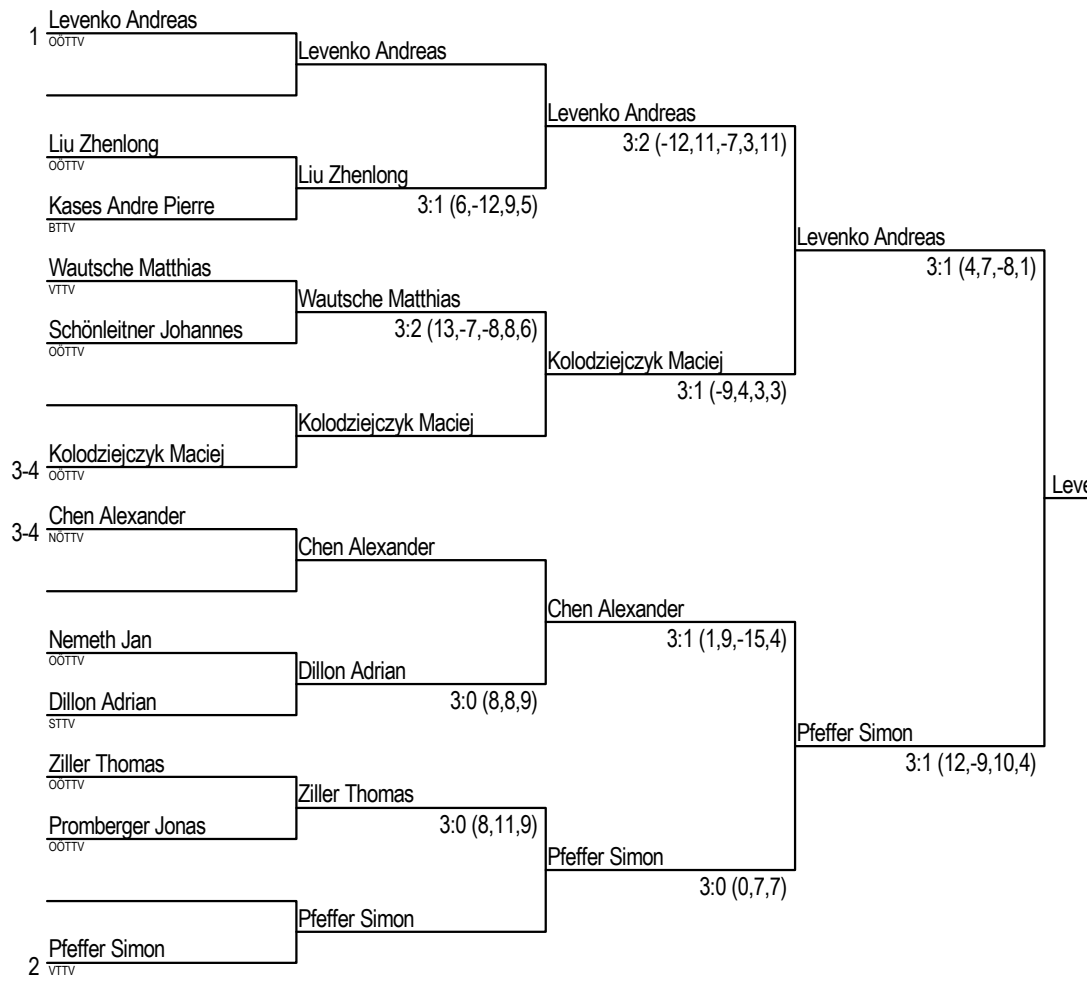 Levenko Andreas
1
OÖTTV
Levenko Andreas
Levenko Andreas
3:2 (-12,11,-7,3,11)
Liu Zhenlong
OÖTTV
Liu Zhenlong
3:1 (6,-12,9,5)
Kases Andre Pierre
BTTV
Levenko Andreas
3:1 (4,7,-8,1)
Wautsche Matthias
VTTV
Wautsche Matthias
3:2 (13,-7,-8,8,6)
Schönleitner Johannes
OÖTTV
Kolodziejczyk Maciej
3:1 (-9,4,3,3)
Kolodziejczyk Maciej
Kolodziejczyk Maciej
3-4
OÖTTV
Leve
Chen Alexander
3-4
NÖTTV
Chen Alexander
Chen Alexander
3:1 (1,9,-15,4)
Nemeth Jan
OÖTTV
Dillon Adrian
3:0 (8,8,9)
Dillon Adrian
STTV
Pfeffer Simon
3:1 (12,-9,10,4)
Ziller Thomas
OÖTTV
Ziller Thomas
3:0 (8,11,9)
Promberger Jonas
OÖTTV
Pfeffer Simon
3:0 (0,7,7)
Pfeffer Simon
Pfeffer Simon
2
VTTV